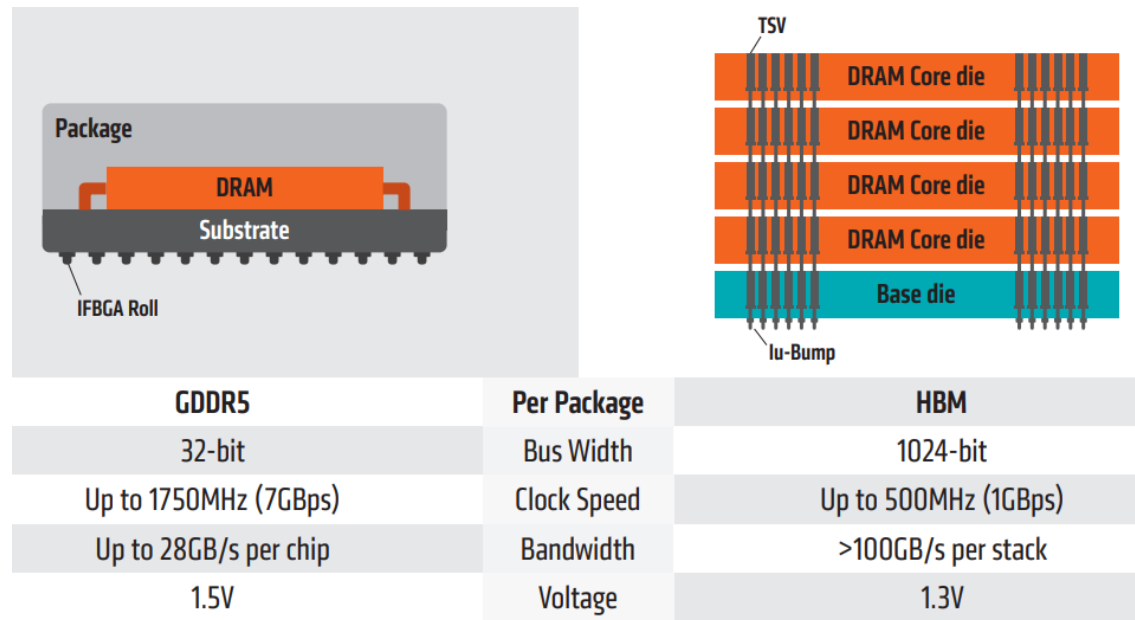 Package
DRAM
Substrate
IFBGA Roll
TSV
DRAM Core die
DRAM Core die
DRAM Core die
DRAM Core die
Base die
Iu-Bump
GDDR5 Per Package HBM
32-bit Bus Width 1024-bit
Up to 1750MHz (7GBps) Clock Speed Up to 500MHz (1GBps)
Up to 28GB/s per chip Bandwidth >100GB/s per stack
1.5V Voltage 1.3V